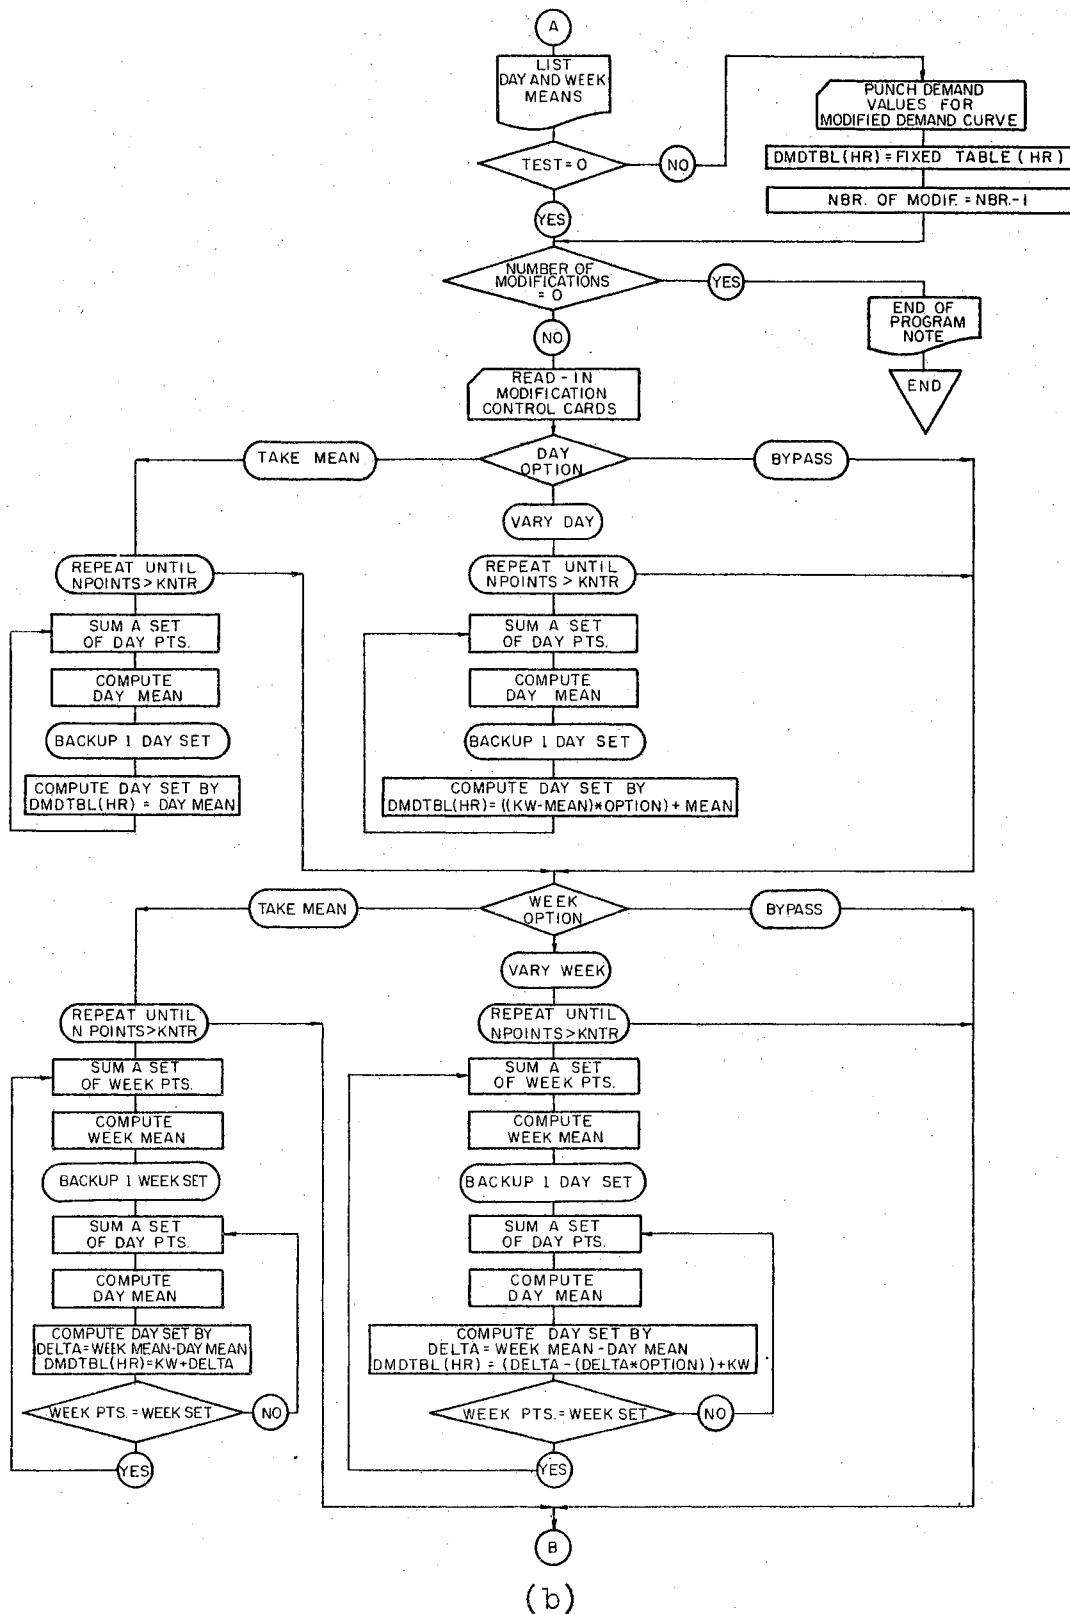 A
LIST
DAY AND WEEK
MEANS
PUNCH DEMAND
VALUES FOR
MODIFIED DEMAND CURVE
TEST=0
NO
DMDTBL(HR)=FIXED TABLE(HR)
YES
NBR. OF MODIF.=NBR.-1
NUMBER OF
MODIFICATIONS
= 0
YES
NO
END OF
PROGRAM
NOTE
END
READ-IN
MODIFICATION
CONTROL CARDS
TAKE MEAN
DAY
OPTION
BYPASS
VARY DAY
REPEAT UNTIL
NPOINTS>KNTR
REPEAT UNTIL
NPOINTS>KNTR
SUM A SET
OF DAY PTS.
SUM A SET
OF DAY PTS.
COMPUTE
DAY MEAN
COMPUTE
DAY MEAN
BACKUP 1 DAY SET
BACKUP 1 DAY SET
COMPUTE DAY SET BY
DMDTBL(HR) = DAY MEAN
COMPUTE DAY SET BY
DMDTBL(HR)=((KW-MEAN)*OPTION)+MEAN
TAKE MEAN
WEEK
OPTION
BYPASS
VARY WEEK
REPEAT UNTIL
N POINTS>KNTR
REPEAT UNTIL
NPOINTS>KNTR
SUM A SET
OF WEEK PTS.
SUM A SET
OF WEEK PTS.
COMPUTE
WEEK MEAN
COMPUTE
WEEK MEAN
BACKUP 1 WEEK SET
BACKUP 1 DAY SET
SUM A SET
OF DAY PTS.
SUM A SET
OF DAY PTS.
COMPUTE
DAY MEAN
COMPUTE
DAY MEAN
COMPUTE DAY SET BY
DELTA=WEEK MEAN-DAY MEAN
DMDTBL(HR)=KW+DELTA
COMPUTE DAY SET BY
DELTA=WEEK MEAN-DAY MEAN
DMDTBL(HR)=(DELTA-(DELTA*OPTION))+KW
WEEK PTS.=WEEK SET
NO
WEEK PTS.=WEEK SET
NO
YES
YES
B
(b)